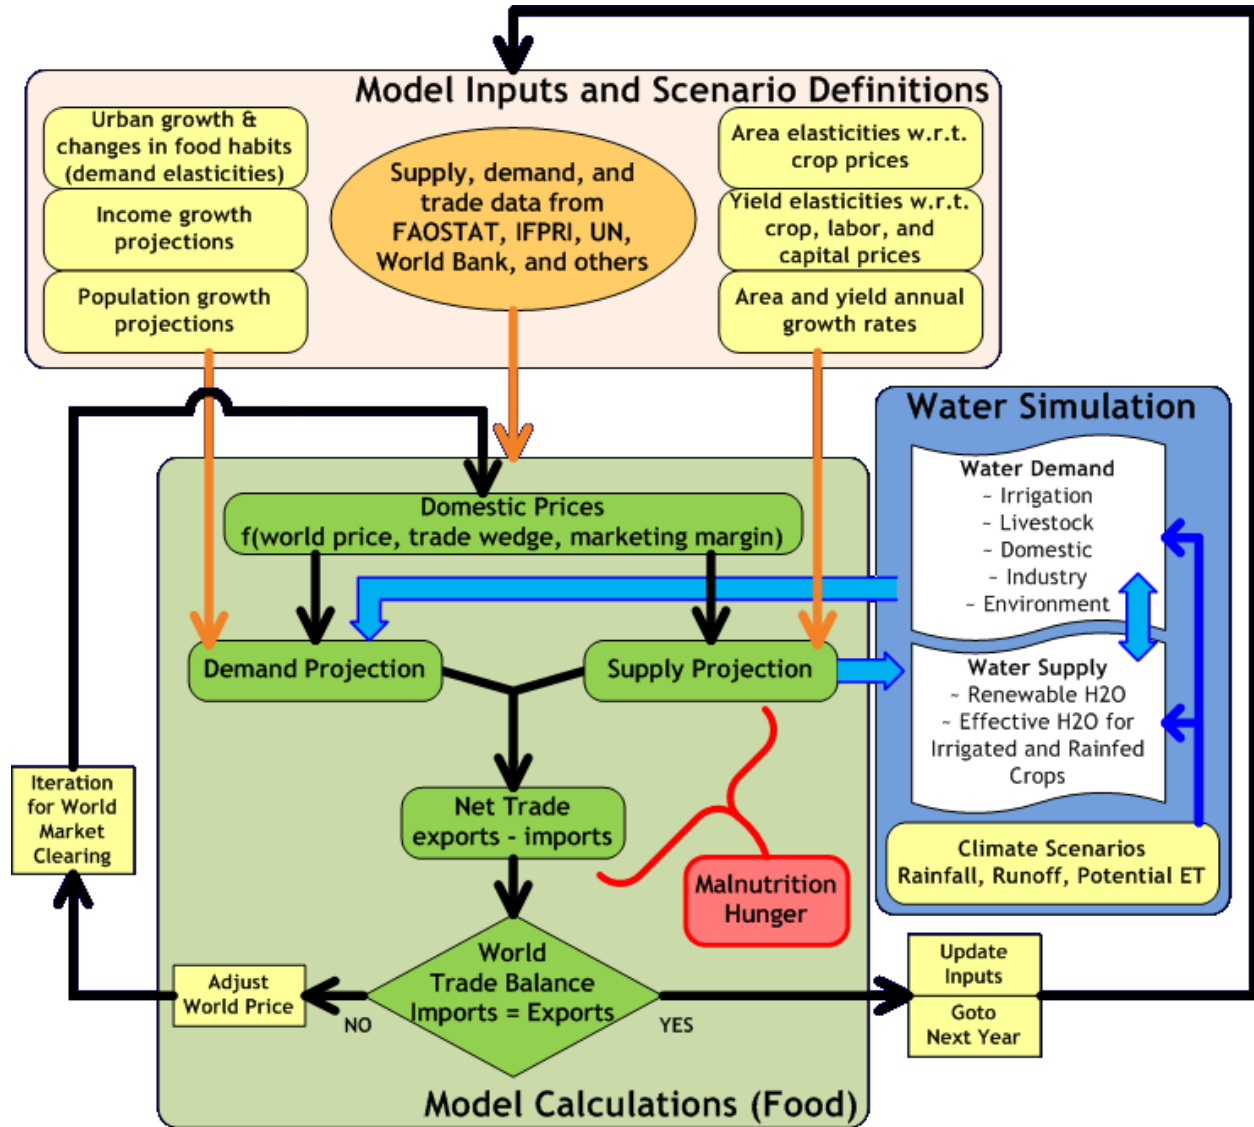 Model Inputs and Scenario Definitions
Urban growth &
changes in food habits
(demand elasticities)
Income growth
projections
Population growth
projections
Supply, demand, and
trade data from
FAOSTAT, IFPRI, UN,
World Bank, and others
Area elasticities w.r.t.
crop prices
Yield elasticities w.r.t.
crop, labor, and
capital prices
Area and yield annual
growth rates
Water Simulation
Water Demand
~ Irrigation
~ Livestock
~ Domestic
~ Industry
~ Environment
Water Supply
~ Renewable H2O
~ Effective H2O for
Irrigated and Rainfed
Crops
Climate Scenarios
Rainfall, Runoff, Potential ET
Domestic Prices
f(world price, trade wedge, marketing margin)
Demand Projection
Supply Projection
Net Trade
exports - imports
Malnutrition
Hunger
World
Trade Balance
Imports = Exports
NO
YES
Adjust
World Price
Iteration
for World
Market
Clearing
Update
Inputs
Goto
Next Year
Model Calculations (Food)